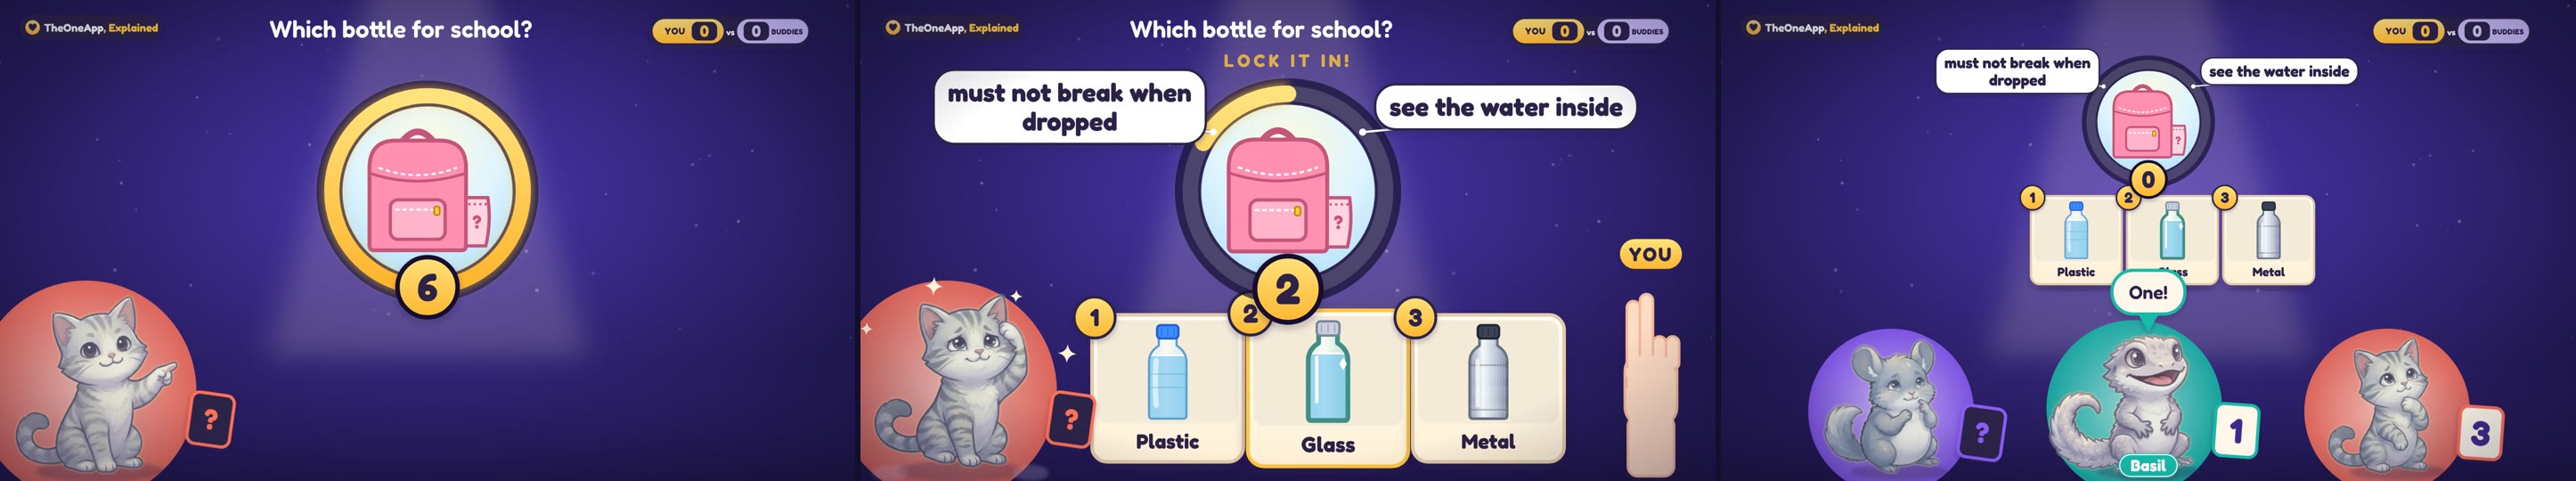 TheOneApp, Explained
Which bottle for school?
YOU 0 vs 0 BUDDIES
?
6
?
TheOneApp, Explained
Which bottle for school?
YOU 0 vs 0 BUDDIES
LOCK IT IN!
must not break when
dropped
see the water inside
?
2
YOU
1
2
3
?
Plastic
Glass
Metal
TheOneApp, Explained
YOU 0 vs 0 BUDDIES
must not break when
dropped
see the water inside
?
0
1
2
3
Plastic
Glass
Metal
One!
?
1
3
Basil